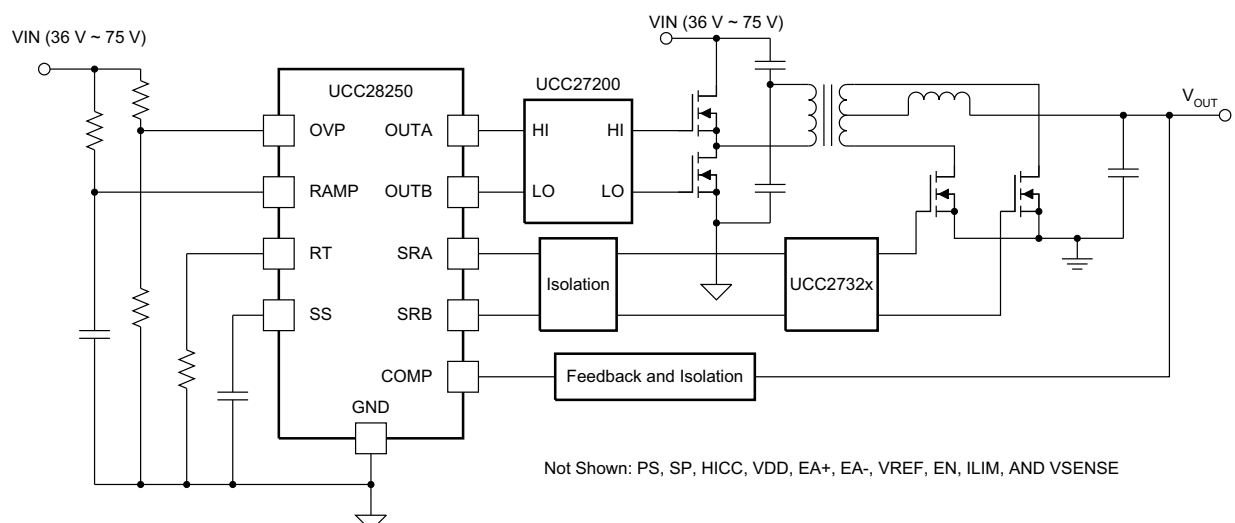 VIN (36 V ~ 75 V)
VIN (36 V ~ 75 V)
UCC28250
UCC27200
VOUT
OVP
OUTA
HI
HI
RAMP
OUTB
LO
LO
RT
SRA
Isolation
UCC2732x
SS
SRB
COMP
Feedback and Isolation
GND
Not Shown: PS, SP, HICC, VDD, EA+, EA-, VREF, EN, ILIM, AND VSENSE